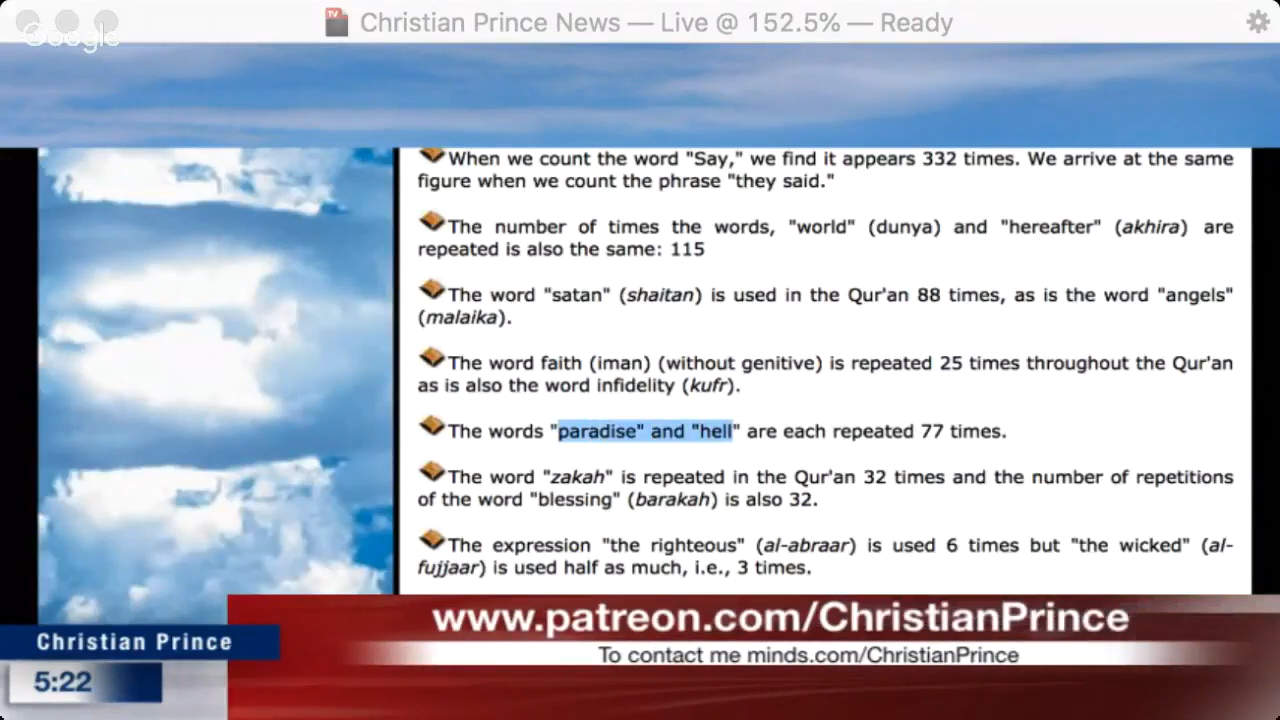 Google
Christian Prince News — Live @ 152.5% — Ready
TV
When we count the word "Say," we find it appears 332 times. We arrive at the same
figure when we count the phrase "they said."
The number of times the words, "world" (dunya) and "hereafter" (akhira) are
repeated is also the same: 115
The word "satan" (shaitan) is used in the Qur'an 88 times, as is the word "angels"
(malaika).
The word faith (iman) (without genitive) is repeated 25 times throughout the Qur'an
as is also the word infidelity (kufr).
The words "paradise" and "hell" are each repeated 77 times.
The word "zakah" is repeated in the Qur'an 32 times and the number of repetitions
of the word "blessing" (barakah) is also 32.
The expression "the righteous" (al-abraar) is used 6 times but "the wicked" (al-
fujjaar) is used half as much, i.e., 3 times.
www.patreon.com/ChristianPrince
Christian Prince
To contact me minds.com/ChristianPrince
5:22